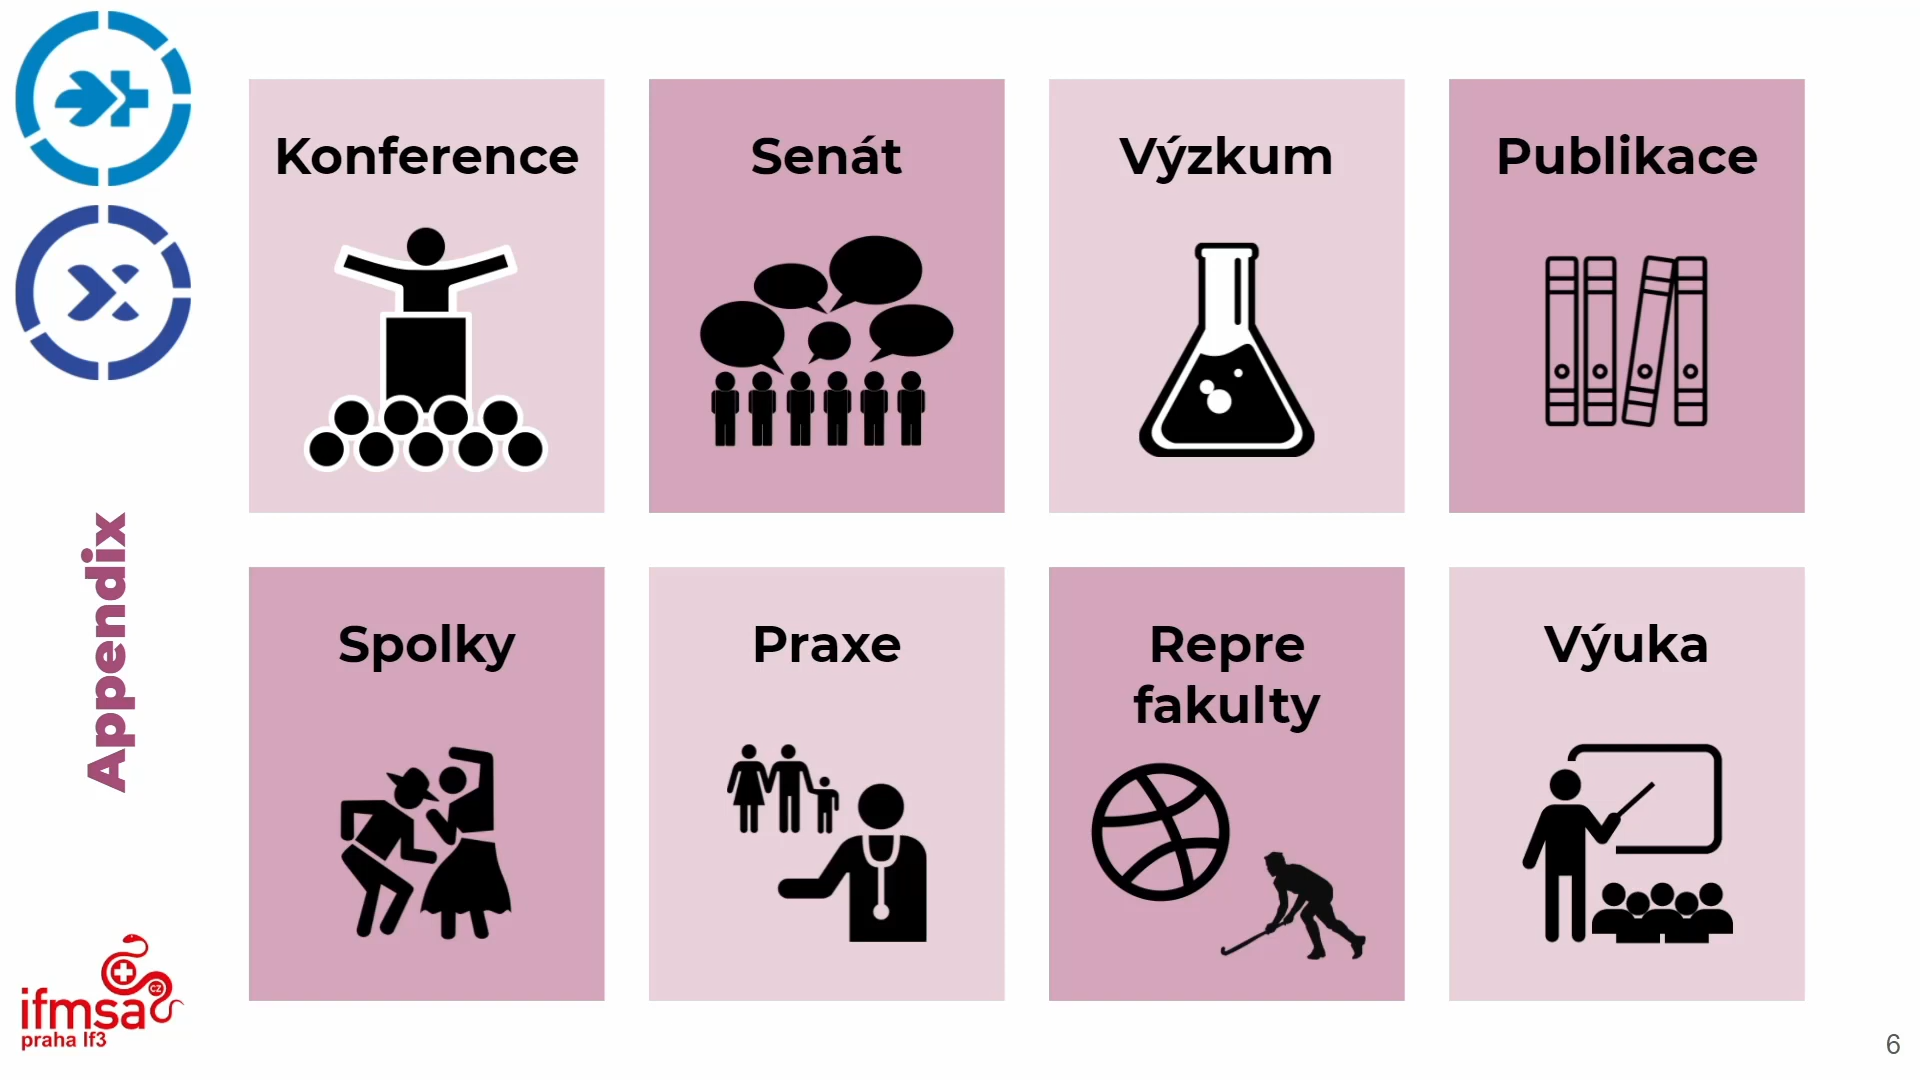 Konference
Senát
Výzkum
Publikace
Appendix
Spolky
Praxe
Repre
fakulty
Výuka
ifmsa
cz
praha lf3
6